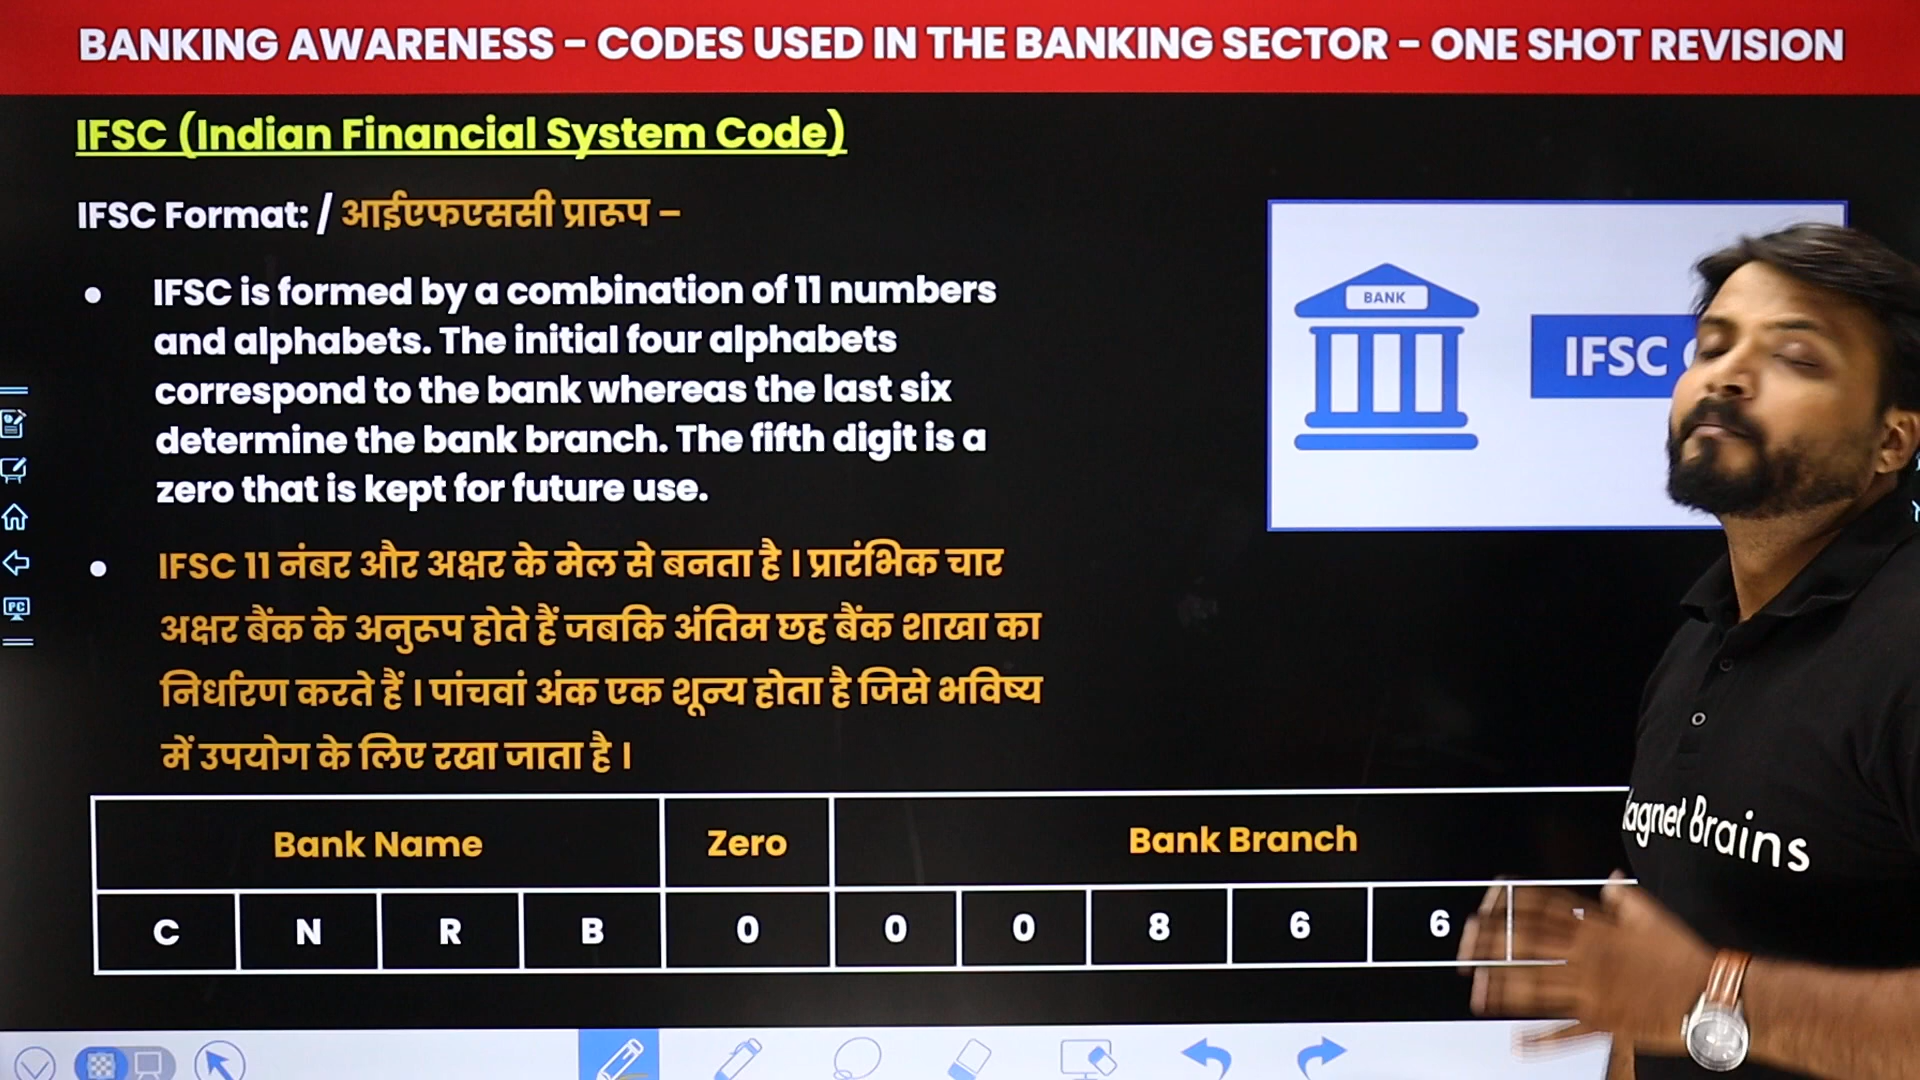 BANKING AWARENESS – CODES USED IN THE BANKING SECTOR – ONE SHOT REVISION
IFSC (Indian Financial System Code)
IFSC Format: / आईएफएससी प्रारूप –
BANK
IFSC
• IFSC is formed by a combination of 11 numbers
and alphabets. The initial four alphabets
correspond to the bank whereas the last six
determine the bank branch. The fifth digit is a
zero that is kept for future use.
• IFSC 11 नंबर और अक्षर के मेल से बनता है । प्रारंभिक चार
अक्षर बैंक के अनुरूप होते हैं जबकि अंतिम छह बैंक शाखा का
निर्धारण करते हैं । पांचवां अंक एक शून्य होता है जिसे भविष्य
में उपयोग के लिए रखा जाता है ।
Bank Name Zero Bank Branch
C N R B 0 0 0 8 6 6
agnet Brains
PC